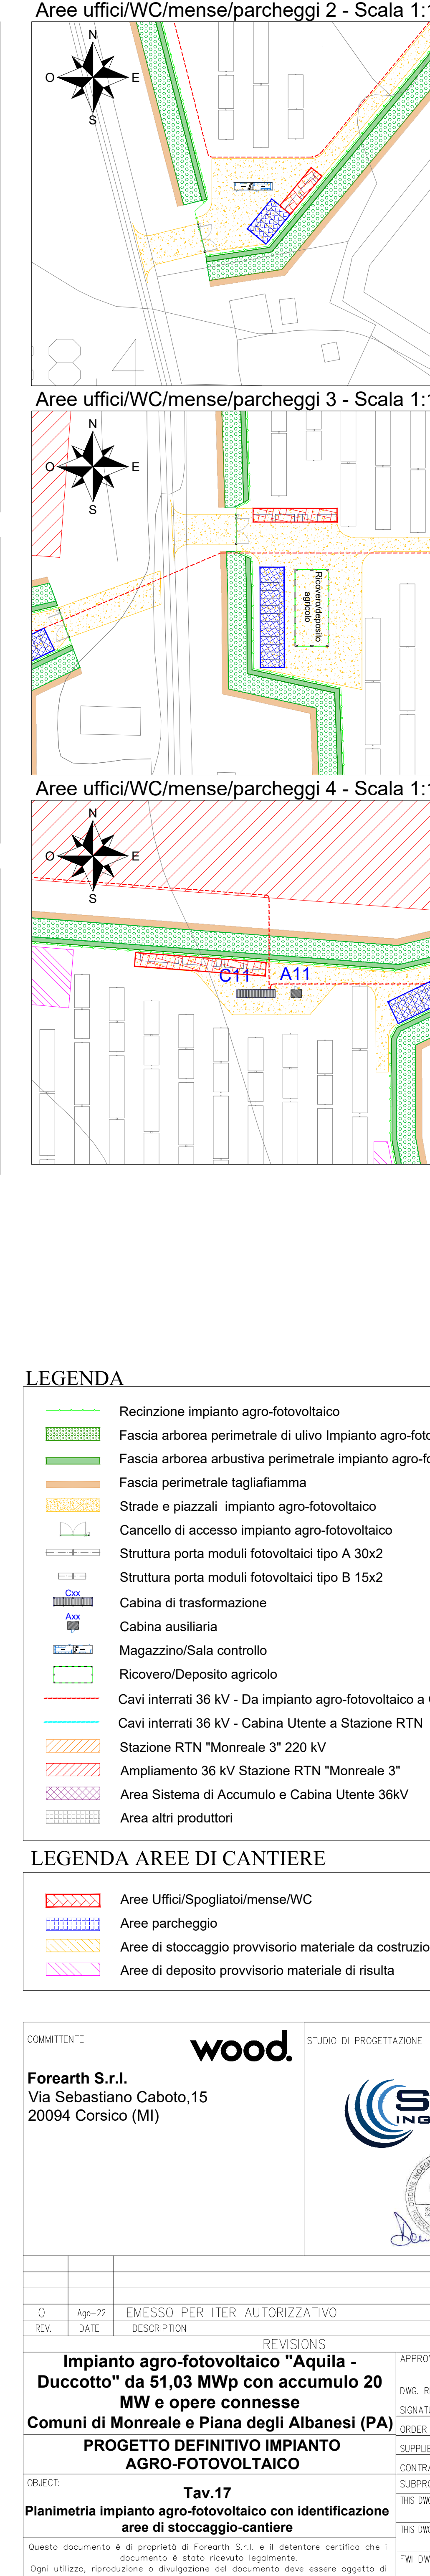 Aree uffici/WC/mense/parcheggi 2 - Scala 1:
N
O
E
S
84
Aree uffici/WC/mense/parcheggi 3 - Scala 1:
N
O
E
S
Ricovero/deposito
agricolo
Aree uffici/WC/mense/parcheggi 4 - Scala 1:
N
O
E
S
C11
A11
LEGENDA
Recinzione impianto agro-fotovoltaico
Fascia arborea perimetrale di ulivo Impianto agro-foto
Fascia arborea arbustiva perimetrale impianto agro-fo
Fascia perimetrale tagliafiamma
Strade e piazzali impianto agro-fotovoltaico
Cancello di accesso impianto agro-fotovoltaico
Struttura porta moduli fotovoltaici tipo A 30x2
Struttura porta moduli fotovoltaici tipo B 15x2
Cxx
Cabina di trasformazione
Axx
Cabina ausiliaria
Magazzino/Sala controllo
Ricovero/Deposito agricolo
Cavi interrati 36 kV - Da impianto agro-fotovoltaico a
Cavi interrati 36 kV - Cabina Utente a Stazione RTN
Stazione RTN "Monreale 3" 220 kV
Ampliamento 36 kV Stazione RTN "Monreale 3"
Area Sistema di Accumulo e Cabina Utente 36kV
Area altri produttori
LEGENDA AREE DI CANTIERE
Aree Uffici/Spogliatoi/mense/WC
Aree parcheggio
Aree di stoccaggio provvisorio materiale da costruzio
Aree di deposito provvisorio materiale di risulta
COMMITTENTE
wood.
STUDIO DI PROGETTAZIONE
Forearth S.r.l.
Via Sebastiano Caboto,15
20094 Corsico (MI)
S
ING
0 Ago-22 EMESSO PER ITER AUTORIZZATIVO
REV. DATE DESCRIPTION
REVISIONS
Impianto agro-fotovoltaico "Aquila -
Duccotto" da 51,03 MWp con accumulo 20
MW e opere connesse
Comuni di Monreale e Piana degli Albanesi (PA)
APPROV
DWG. R
SIGNATU
ORDER
PROGETTO DEFINITIVO IMPIANTO
AGRO-FOTOVOLTAICO
SUPPLIE
CONTRA
SUBPRO
OBJECT:
Tav.17
Planimetria impianto agro-fotovoltaico con identificazione
aree di stoccaggio-cantiere
THIS DWG
THIS DWG
Questo documento è di proprietà di Forearth S.r.l. e il detentore certifica che il
documento è stato ricevuto legalmente.
Ogni utilizzo, riproduzione o divulgazione del documento deve essere oggetto di
FWI DW